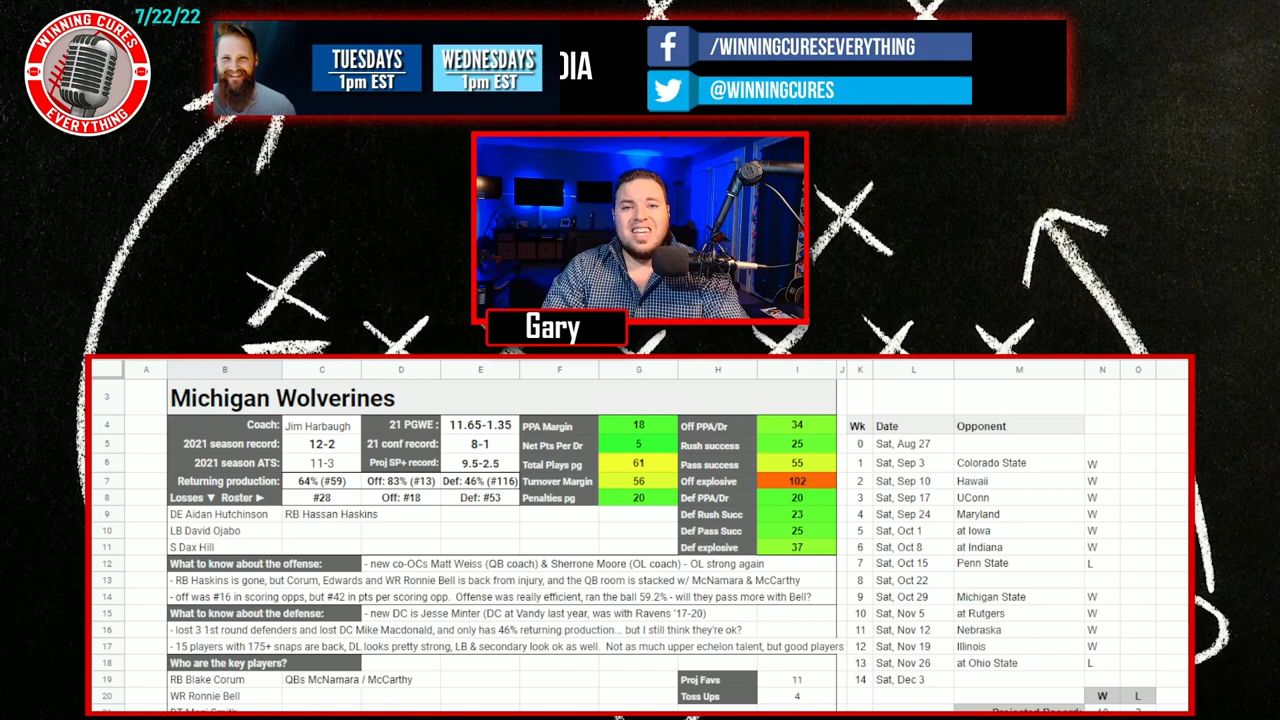 7/22/22
WINNING CURES
EVERYTHING
TUESDAYS
1pm EST
WEDNESDAYS
1pm EST
DIA
/WINNINGCURESEVERYTHING
@WINNINGCURES
Gary
A B C D E F G H I J K L M N O
3 Michigan Wolverines
4 Coach: Jim Harbaugh 21 PGWE: 11.65-1.35 PPA Margin 18 Off PPA/Dr 34 Wk Date Opponent
5 2021 season record: 12-2 21 conf record: 8-1 Net Pts Per Dr 5 Rush success 25 0 Sat, Aug 27
6 2021 season ATS: 11-3 Proj SP+ record: 9.5-2.5 Total Plays pg 61 Pass success 55 1 Sat, Sep 3 Colorado State W
7 Returning production: 64% (#59) Off: 83% (#13) Def: 46% (#116) Turnover Margin 56 Off explosive 102 2 Sat, Sep 10 Hawaii W
8 Losses ▼ Roster ► #28 Off: #18 Def: #53 Penalties pg 20 Def PPA/Dr 20 3 Sat, Sep 17 UConn W
9 DE Aidan Hutchinson RB Hassan Haskins Def Rush Succ 23 4 Sat, Sep 24 Maryland W
10 LB David Ojabo Def Pass Succ 25 5 Sat, Oct 1 at Iowa W
11 S Dax Hill Def explosive 37 6 Sat, Oct 8 at Indiana W
12 What to know about the offense: - new co-OCs Matt Weiss (QB coach) & Sherrone Moore (OL coach) - OL strong again 7 Sat, Oct 15 Penn State L
13 - RB Haskins is gone, but Corum, Edwards and WR Ronnie Bell is back from injury, and the QB room is stacked w/ McNamara & McCarthy 8 Sat, Oct 22
14 - off was #16 in scoring opps, but #42 in pts per scoring opp. Offense was really efficient, ran the ball 59.2% - will they pass more with Bell? 9 Sat, Oct 29 Michigan State W
15 What to know about the defense: - new DC is Jesse Minter (DC at Vandy last year, was with Ravens '17-20) 10 Sat, Nov 5 at Rutgers W
16 - lost 3 1st round defenders and lost DC Mike Macdonald, and only has 46% returning production... but I still think they're ok? 11 Sat, Nov 12 Nebraska W
17 - 15 players with 175+ snaps are back, DL looks pretty strong, LB & secondary look ok as well. Not as much upper echelon talent, but good players 12 Sat, Nov 19 Illinois W
18 Who are the key players? 13 Sat, Nov 26 at Ohio State L
19 RB Blake Corum QBs McNamara / McCarthy Proj Favs 11 14 Sat, Dec 3
20 WR Ronnie Bell Toss Ups 4 W L